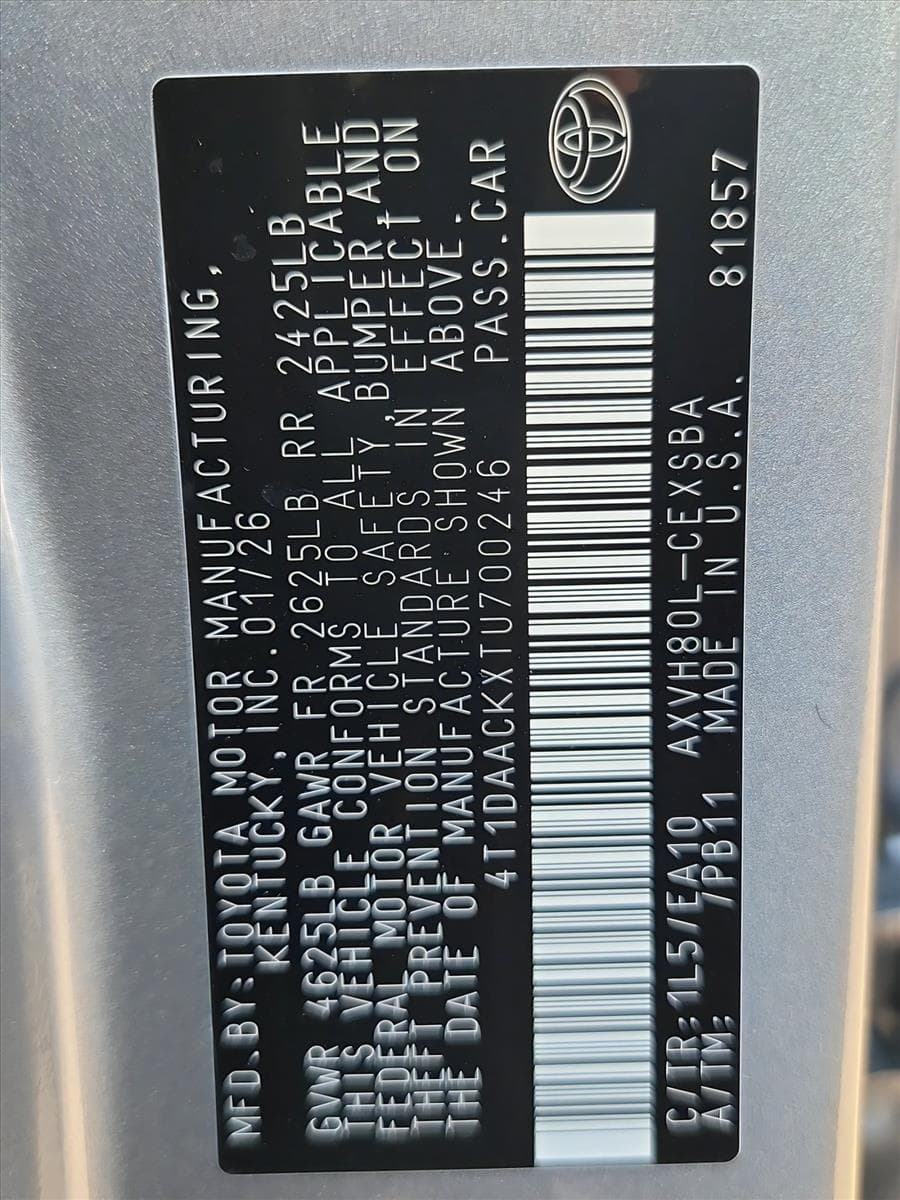 MFD.BY:TOYOTA MOTOR MANUFACTURING,
KENTUCKY, INC. 01/26
GVWR 4625LB GAWR FR 2625LB RR 2425LB
THIS VEHICLE CONFORMS TO ALL APPLICABLE
FEDERAL MOTOR VEHICLE SAFETY,BUMPER,AND
THEFT PREVENTION STANDARDS IN EFFECT ON
THE DATE OF MANUFACTURE SHOWN ABOVE.
4T1DAACKXTU700246 PASS.CAR
C/TR:1L5/EA10 AXVH80L-CEXSBA
A/TM: /PB11 MADE IN U.S.A. 81857